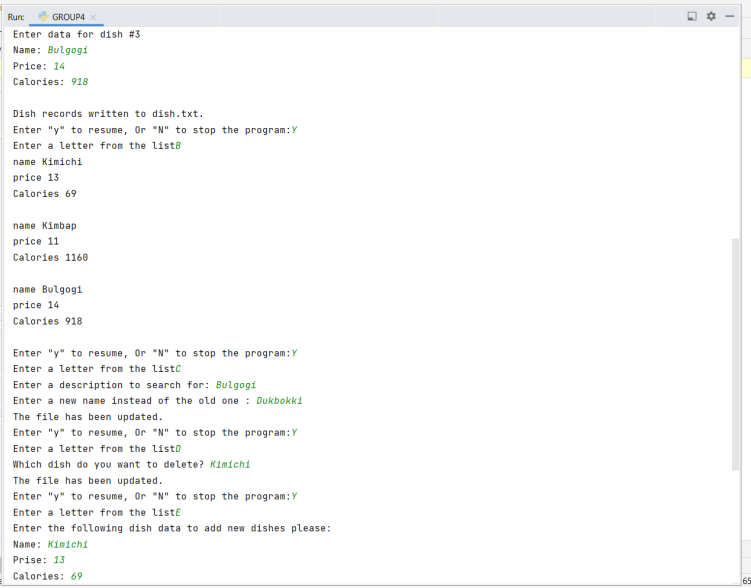 Run: GROUP4
Enter data for dish #3
Name: Bulgogi
Price: 14
Calories: 918
Dish records written to dish.txt.
Enter "y" to resume, Or "N" to stop the program:Y
Enter a letter from the listB
name Kimichi
price 13
Calories 69
name Kimbap
price 11
Calories 1160
name Bulgogi
price 14
Calories 918
Enter "y" to resume, Or "N" to stop the program:Y
Enter a letter from the listC
Enter a description to search for: Bulgogi
Enter a new name instead of the old one : Dukbokki
The file has been updated.
Enter "y" to resume, Or "N" to stop the program:Y
Enter a letter from the listD
Which dish do you want to delete? Kimichi
The file has been updated.
Enter "y" to resume, Or "N" to stop the program:Y
Enter a letter from the listE
Enter the following dish data to add new dishes please:
Name: Kimichi
Prise: 13
Calories: 69
65